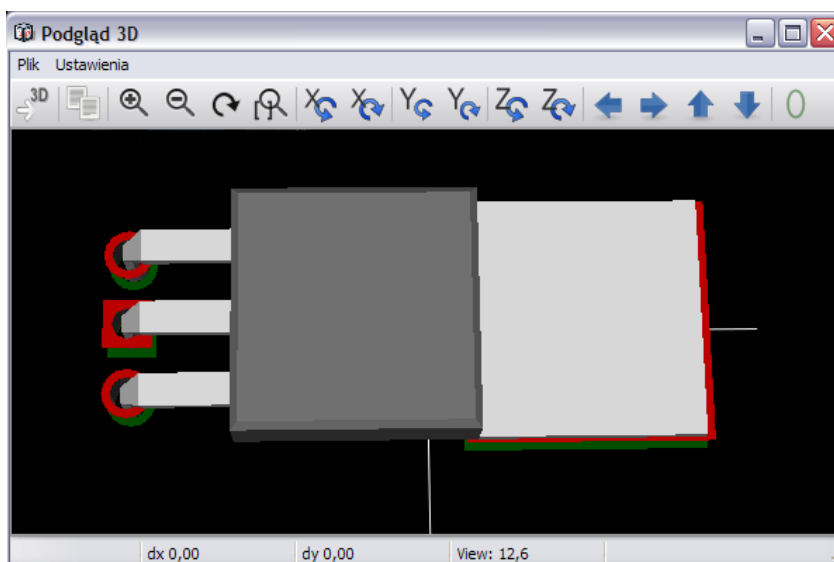 Podgląd 3D
Plik Ustawienia
3D X X Y Y Z Z
dx 0,00 dy 0,00 View: 12,6